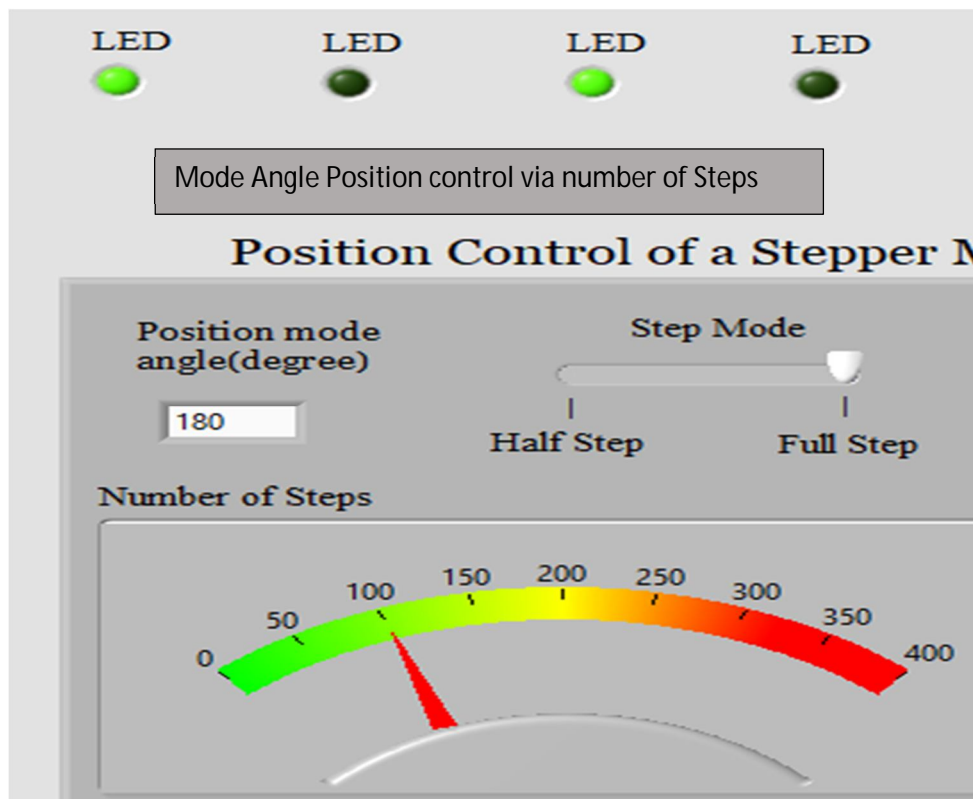 LED LED LED LED
Mode Angle Position control via number of Steps
Position Control of a Stepper
Position mode
angle(degree)
180
Step Mode
Half Step Full Step
Number of Steps
0 50 100 150 200 250 300 350 400